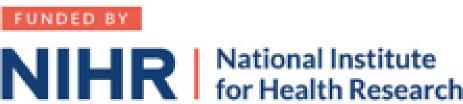 FUNDED BY
NIHR | National Institute
for Health Research